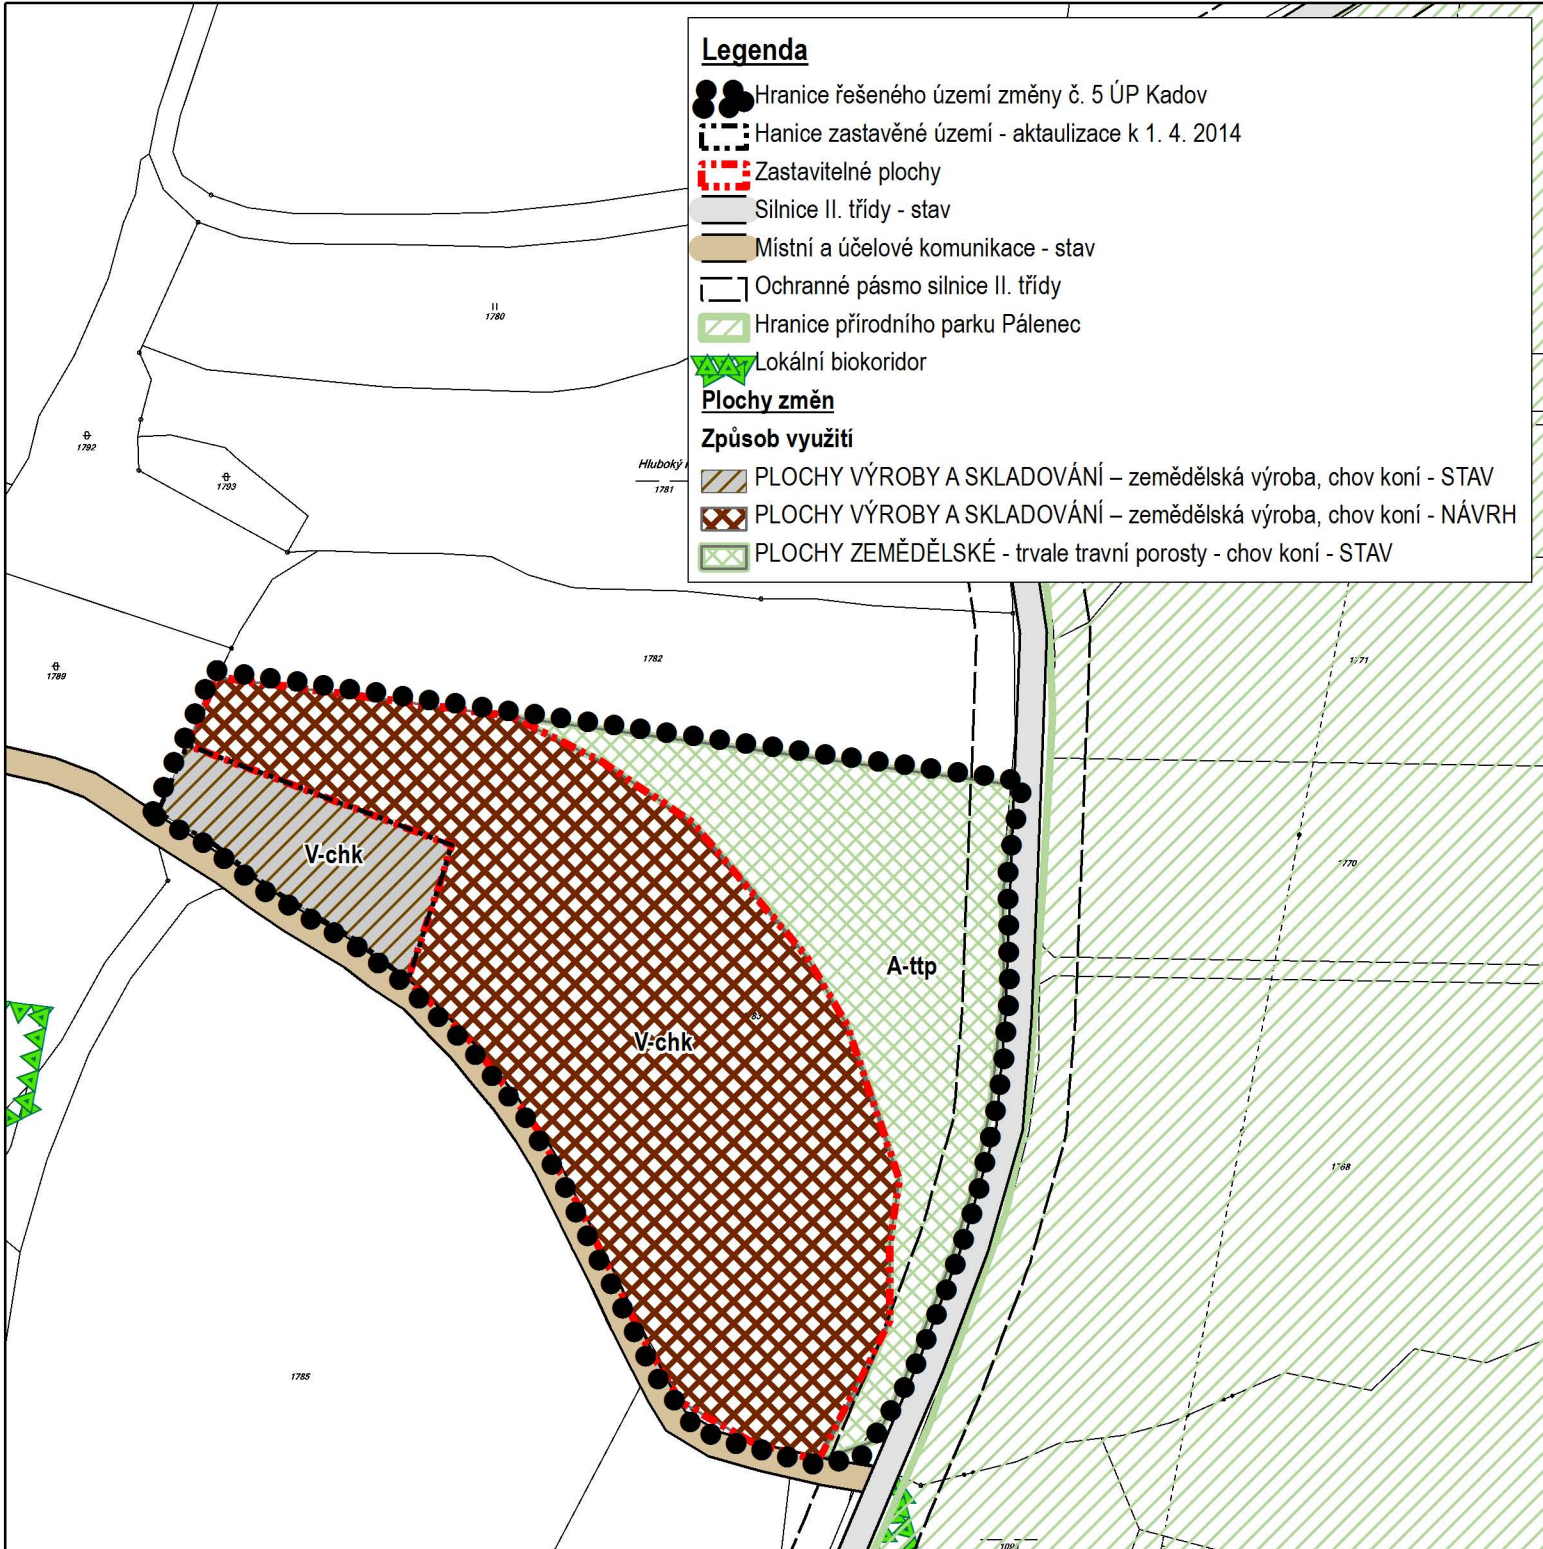 Legenda
Hranice řešeného území změny č. 5 ÚP Kadov
Hanice zastavěné území - aktaulizace k 1. 4. 2014
Zastavitelné plochy
Silnice II. třídy - stav
Místní a účelové komunikace - stav
Ochranné pásmo silnice II. třídy
Hranice přírodního parku Pálenec
Lokální biokoridor
Plochy změn
Způsob využití
PLOCHY VÝROBY A SKLADOVÁNÍ – zemědělská výroba, chov koní - STAV
PLOCHY VÝROBY A SKLADOVÁNÍ – zemědělská výroba, chov koní - NÁVRH
PLOCHY ZEMĚDĚLSKÉ - trvale travní porosty - chov koní - STAV
1780
1792
1793
Hluboký
1781
1782
1789
1771
1770
V-chk
A-ttp
V-chk
1768
1785